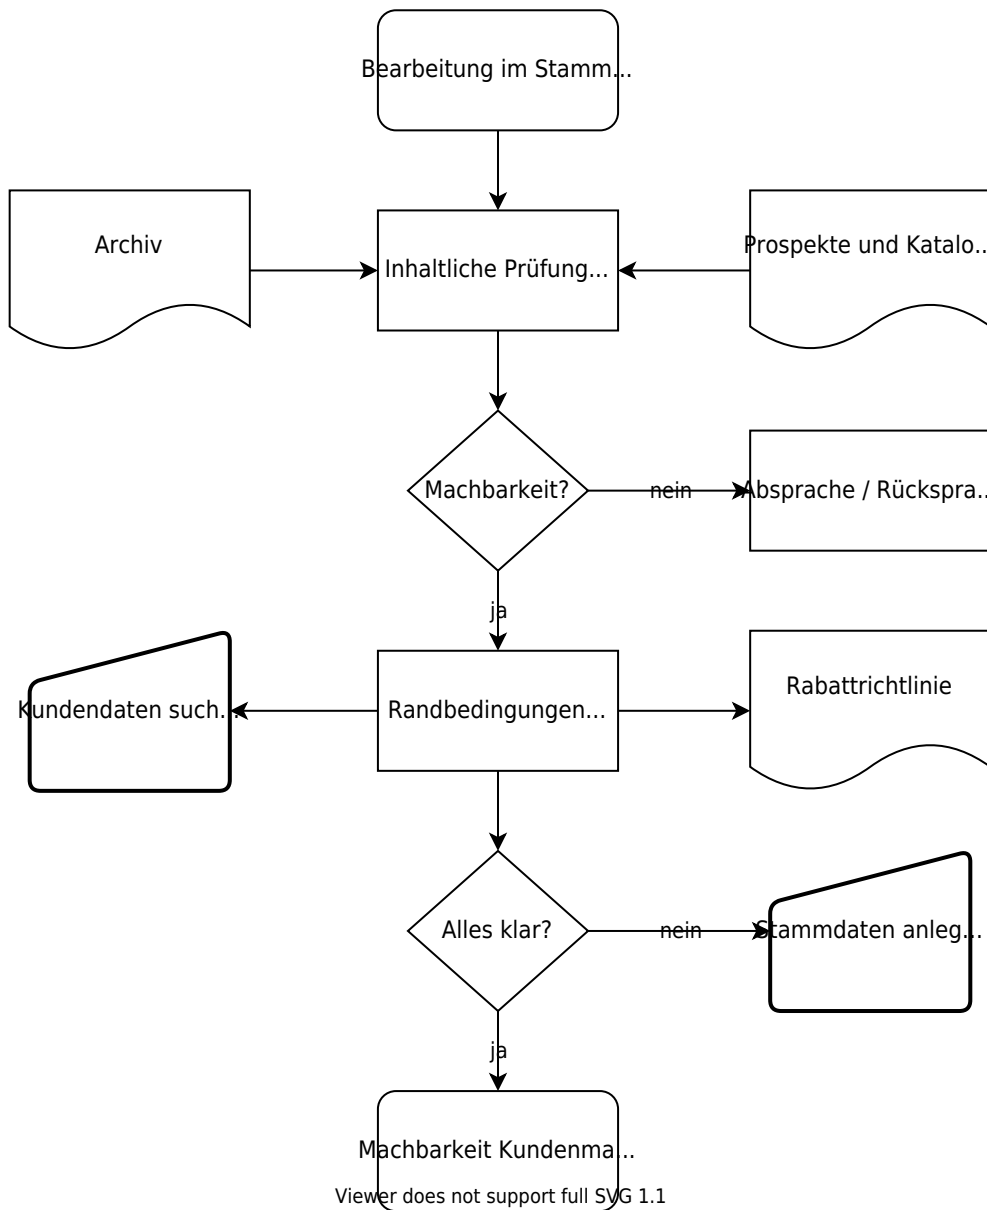 Bearbeitung im Stamm...
Archiv
Inhaltliche Prüfung...
Prospekte und Katalo...
Machbarkeit?
nein
Absprache / Rückspra...
ja
Kundendaten such...
Randbedingungen...
Rabattrichtlinie
Alles klar?
nein
Stammdaten anleg...
ja
Machbarkeit Kundenma...
Viewer does not support full SVG 1.1